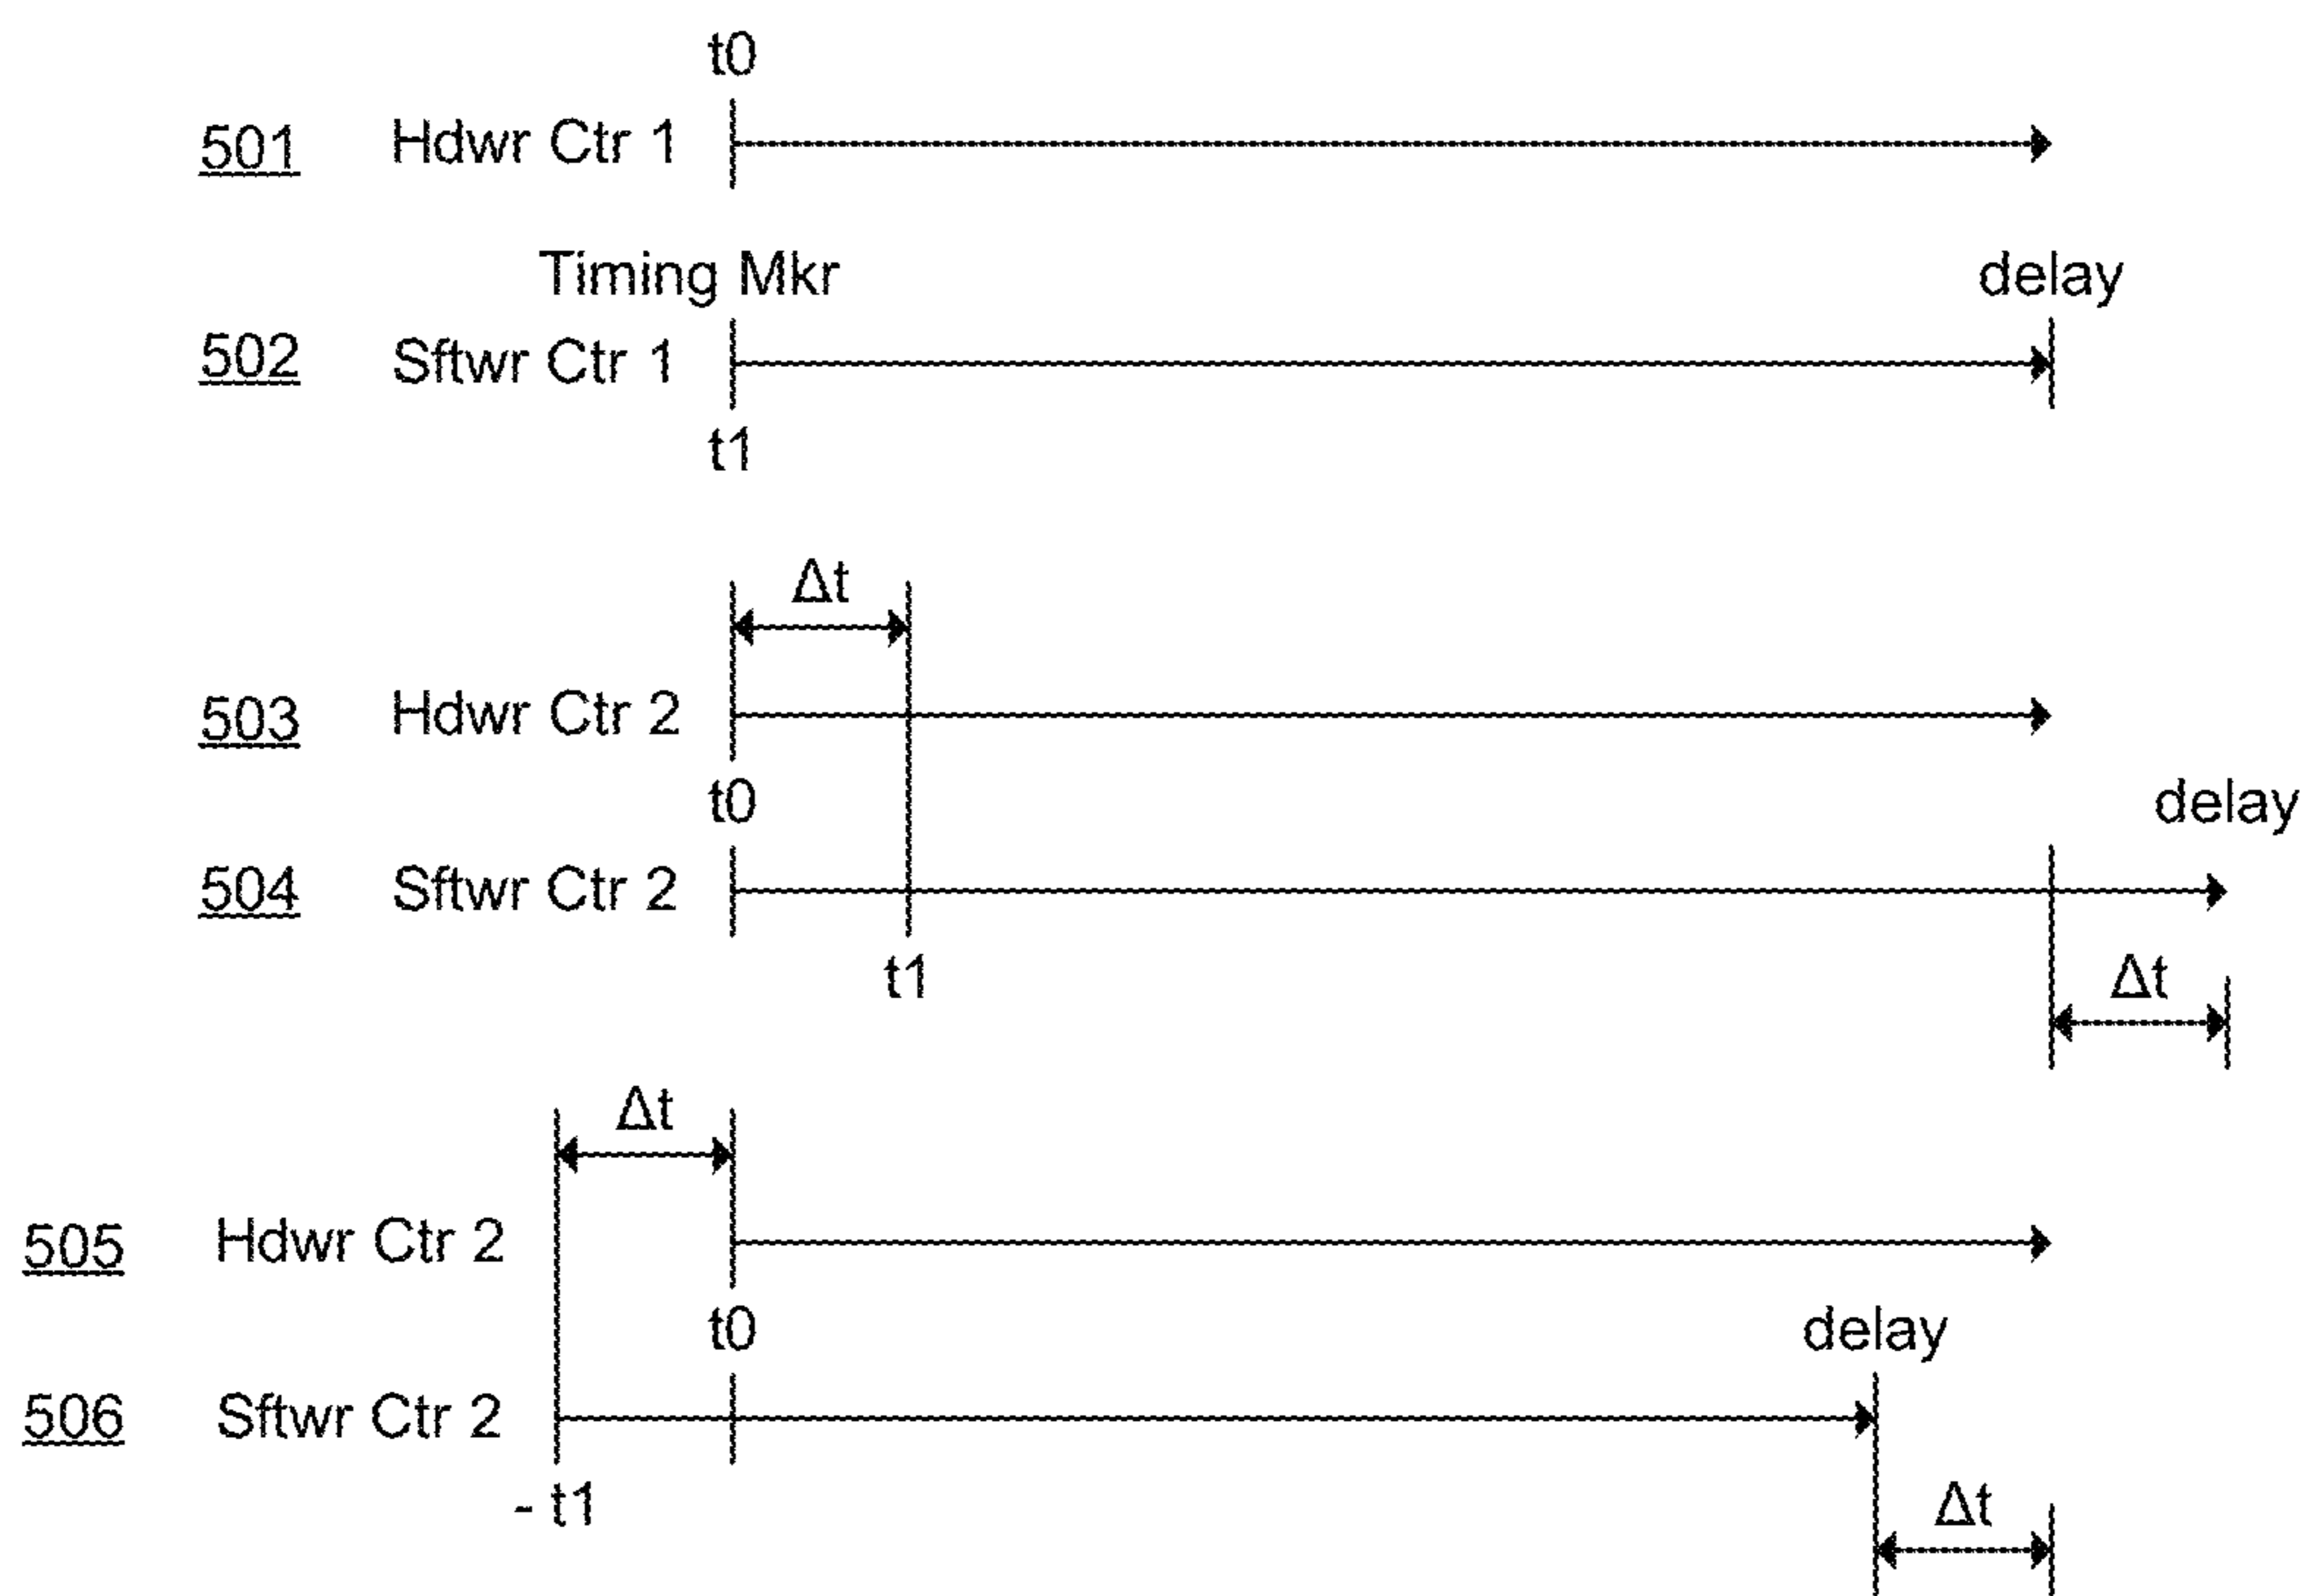 t0
501 Hdwr Ctr 1
Timing Mkr delay
502 Sftwr Ctr 1
t1
Δt
503 Hdwr Ctr 2
t0 delay
504 Sftwr Ctr 2
t1 Δt
Δt
505 Hdwr Ctr 2
t0 delay
506 Sftwr Ctr 2
- t1 Δt